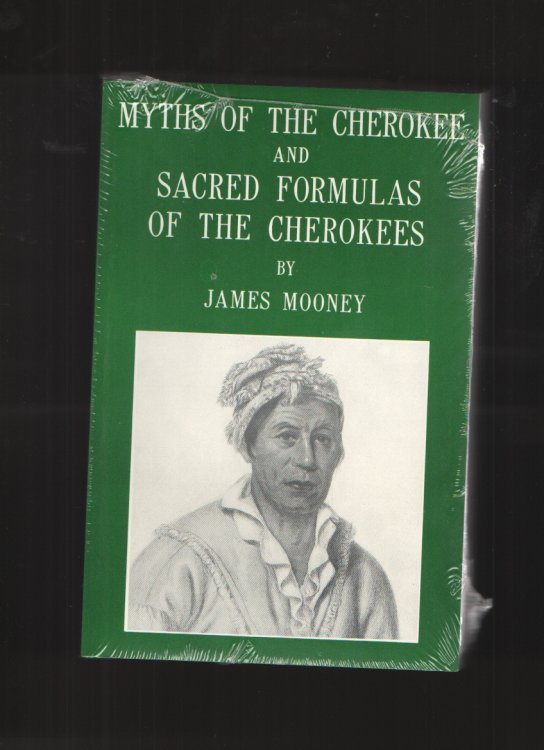 MYTHS OF THE CHEROKEE
AND
SACRED FORMULAS
OF THE CHEROKEES
BY
JAMES MOONEY